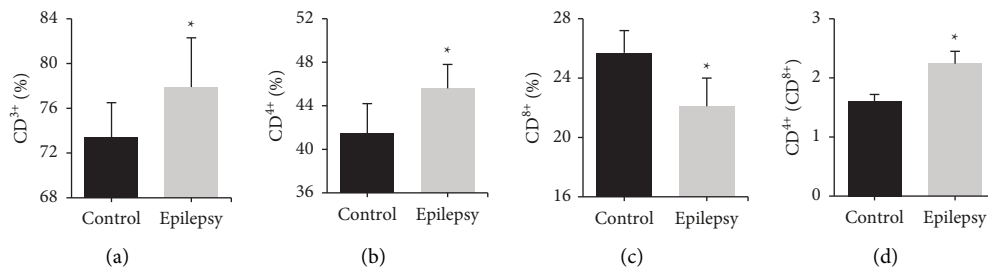 CD3+ (%)
84
80
76
72
68
*
Control Epilepsy
(a)
CD4+ (%)
52
48
44
40
36
*
Control Epilepsy
(b)
CD8+ (%)
28
24
20
16
*
Control Epilepsy
(c)
CD4+ (CD8+)
3
2
1
0
*
Control Epilepsy
(d)